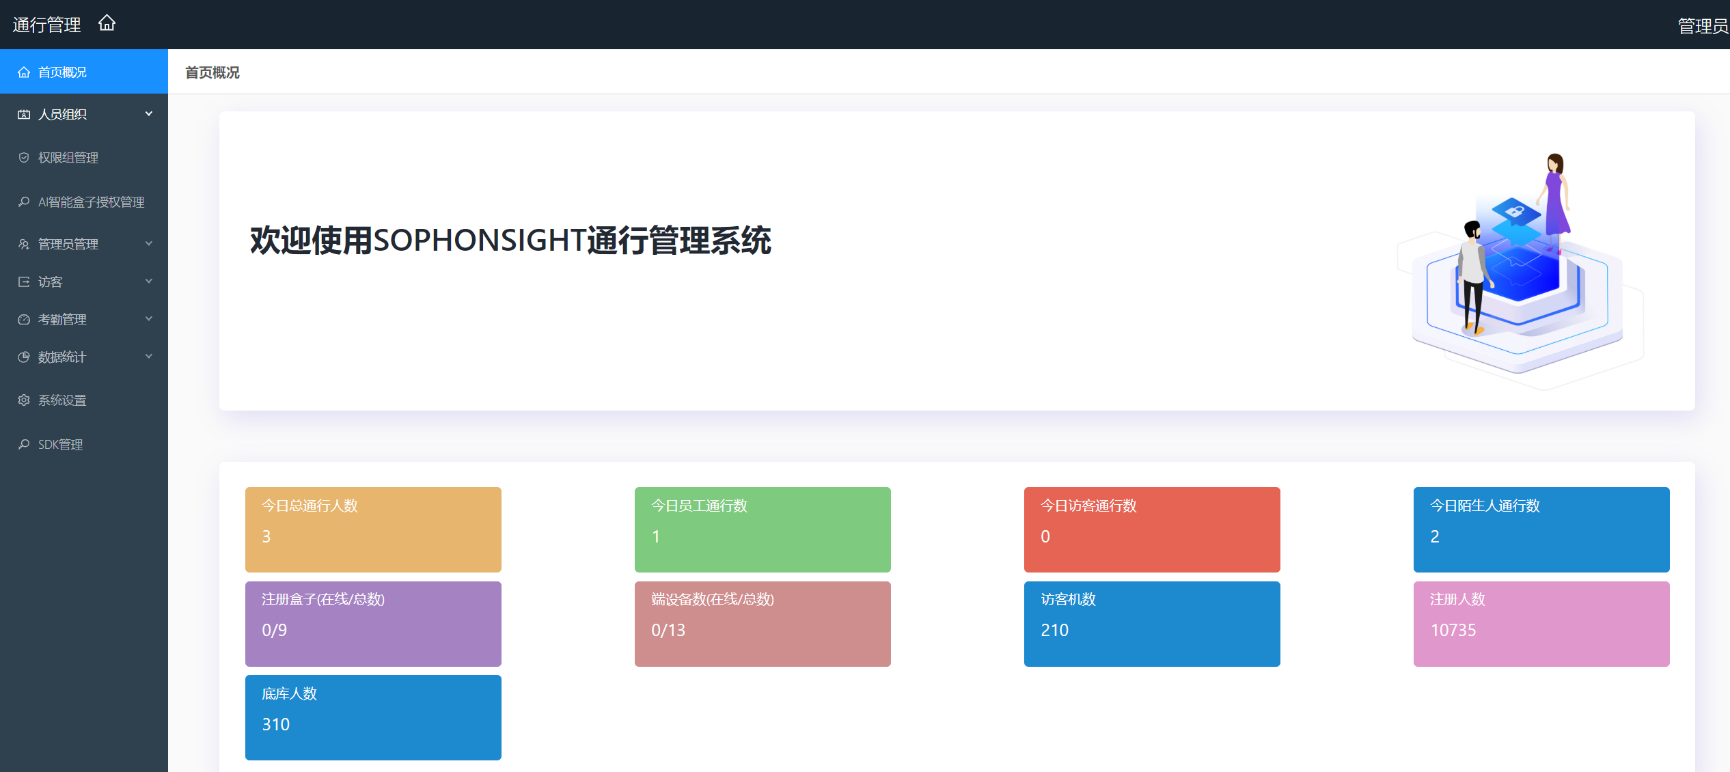 通行管理
管理员
首页概况
人员组织
权限组管理
AI智能盒子授权管理
管理员管理
访客
考勤管理
数据统计
系统设置
SDK管理
首页概况
欢迎使用SOPHONSIGHT通行管理系统
今日总通行人数
3
今日员工通行数
1
今日访客通行数
0
今日陌生人通行数
2
注册盒子(在线/总数)
0/9
端设备数(在线/总数)
0/13
访客机数
210
注册人数
10735
底库人数
310